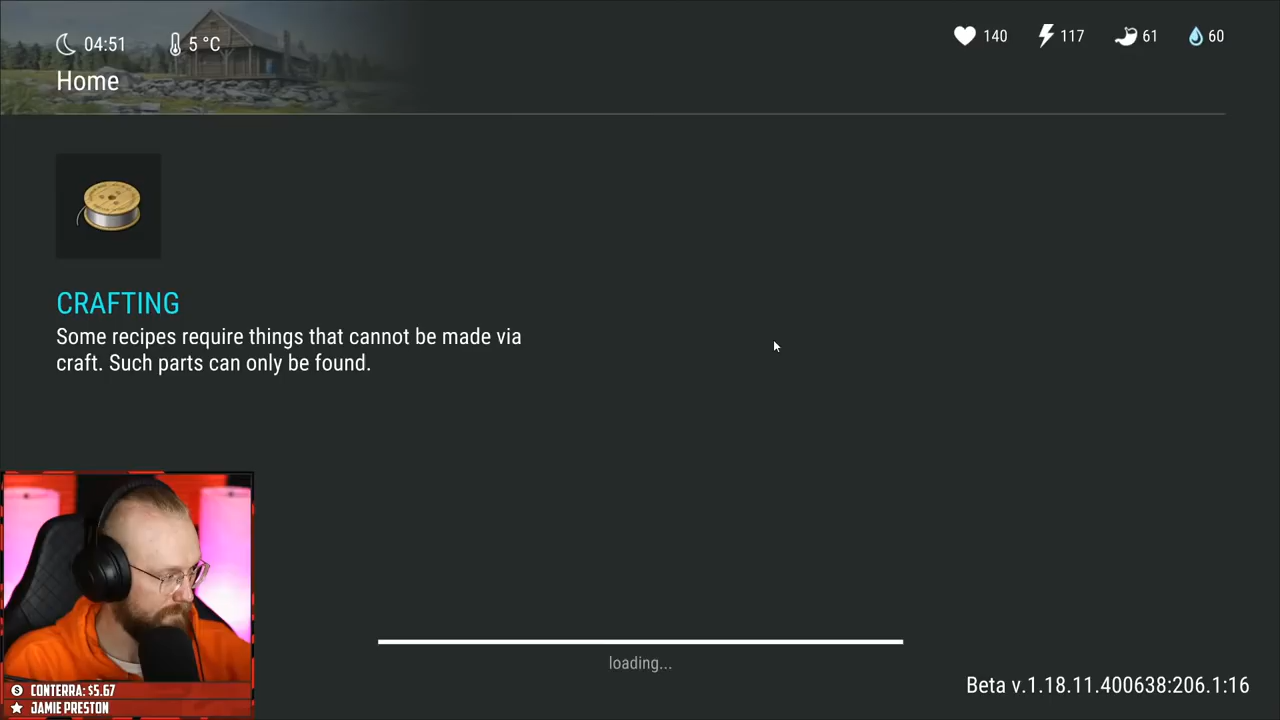 04:51
5 °C
140
117
61
60
Home
CRAFTING
Some recipes require things that cannot be made via
craft. Such parts can only be found.
loading...
CONTERRA: $5.67
JAMIE PRESTON
Beta v.1.18.11.400638:206.1:16